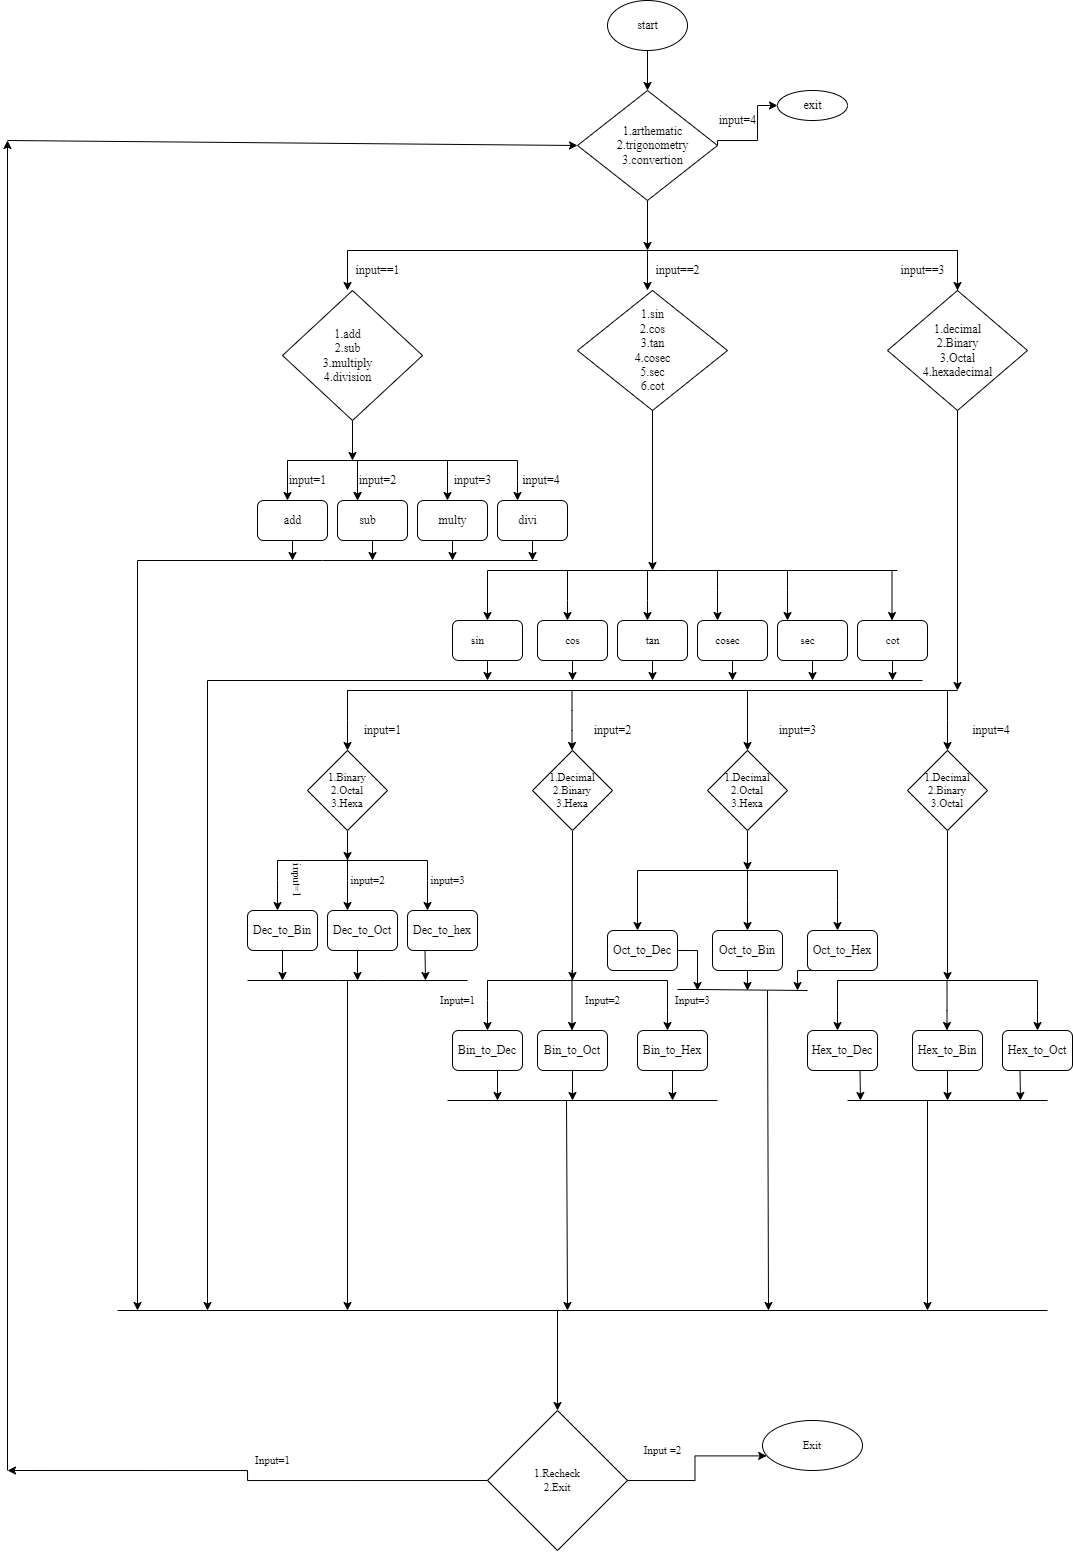 start
exit
input=4
1.arthematic
2.trigonometry
3.convertion
input==1
input==2
input==3
1.add
2.sub
3.multiply
4.division
1.sin
2.cos
3.tan
4.cosec
5.sec
6.cot
1.decimal
2.Binary
3.Octal
4.hexadecimal
input=1
input=2
input=3
input=4
add
sub
multy
divi
sin
cos
tan
cosec
sec
cot
input=1
input=2
input=3
input=4
1.Binary
2.Octal
3.Hexa
1.Decimal
2.Binary
3.Hexa
1.Decimal
2.Octal
3.Hexa
1.Decimal
2.Binary
3.Octal
input=1
input=2
input=3
Dec_to_Bin
Dec_to_Oct
Dec_to_hex
Oct_to_Dec
Oct_to_Bin
Oct_to_Hex
Input=1
Input=2
Input=3
Bin_to_Dec
Bin_to_Oct
Bin_to_Hex
Hex_to_Dec
Hex_to_Bin
Hex_to_Oct
Input=1
Input =2
Exit
1.Recheck
2.Exit